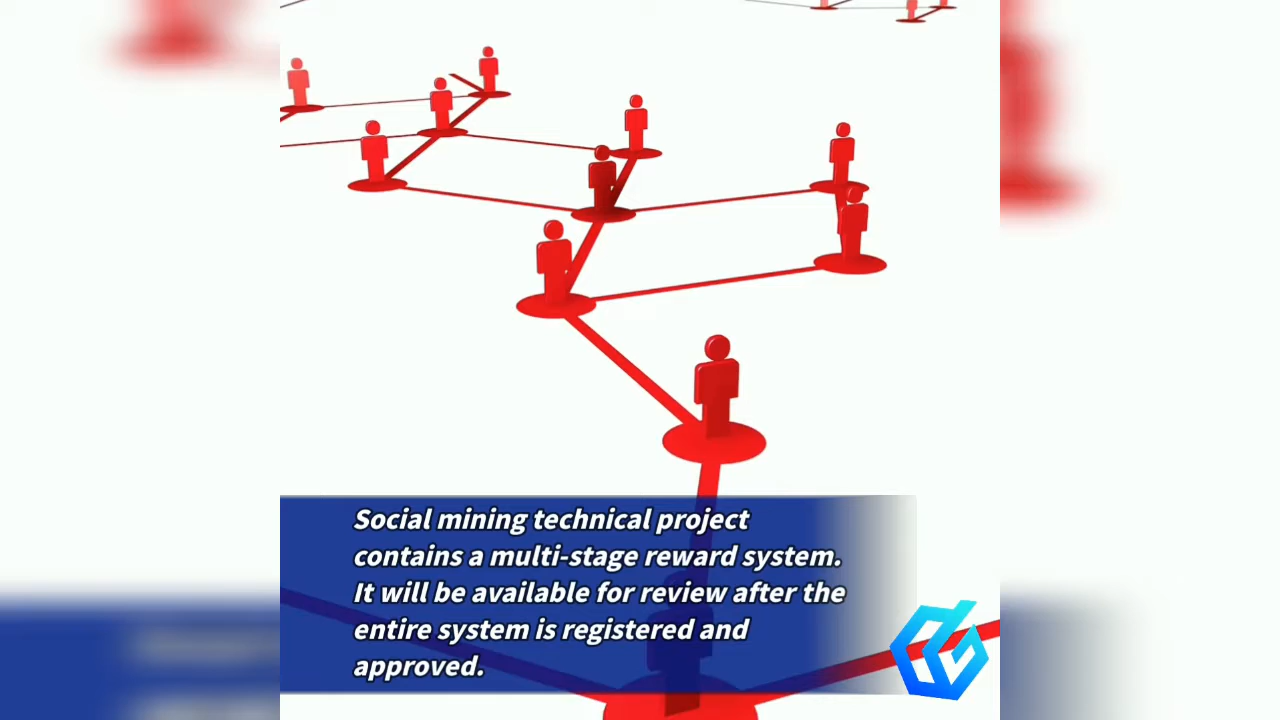 Social mining technical project
contains a multi-stage reward system.
It will be available for review after the
entire system is registered and
approved.